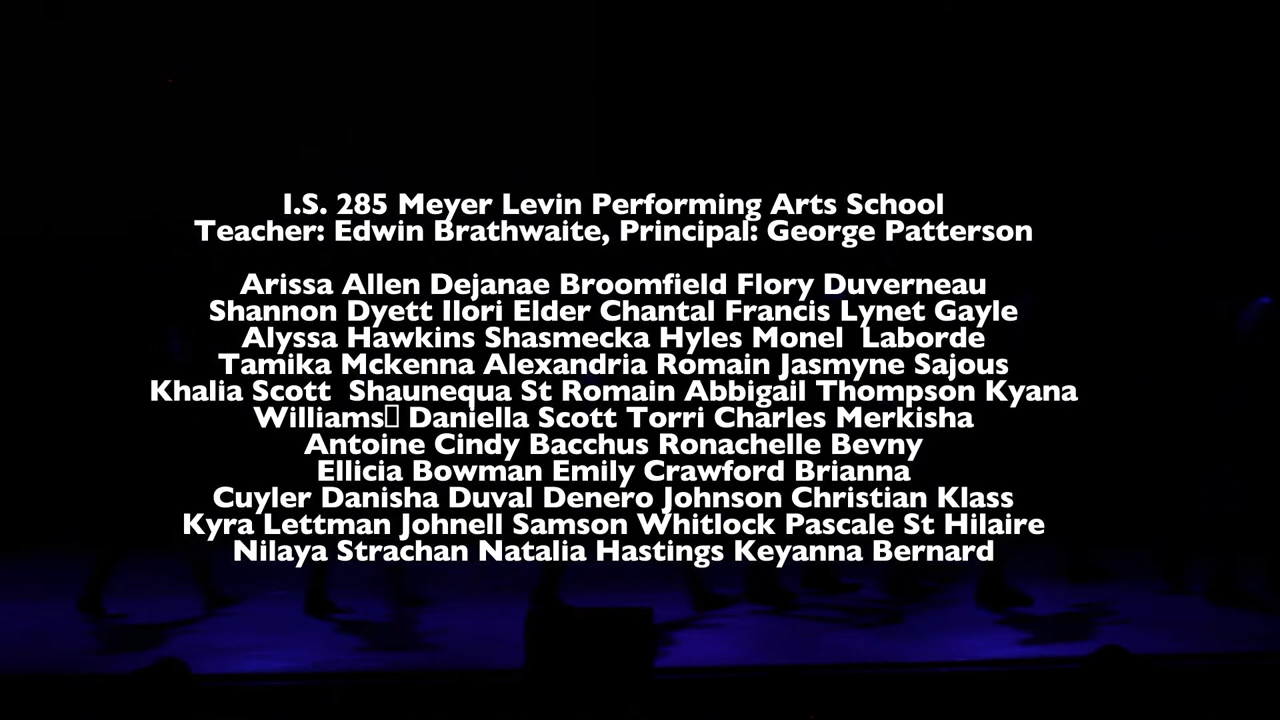 I.S. 285 Meyer Levin Performing Arts School
Teacher: Edwin Brathwaite, Principal: George Patterson
Arissa Allen Dejanae Broomfield Flory Duverneau
Shannon Dyett Ilori Elder Chantal Francis Lynet Gayle
Alyssa Hawkins Shasmecka Hyles Monel  Laborde
Tamika Mckenna Alexandria Romain Jasmyne Sajous
Khalia Scott  Shaunequa St Romain Abbigail Thompson Kyana
Williams▯ Daniella Scott Torri Charles Merkisha
Antoine Cindy Bacchus Ronachelle Bevny
Ellicia Bowman Emily Crawford Brianna
Cuyler Danisha Duval Denero Johnson Christian Klass
Kyra Lettman Johnell Samson Whitlock Pascale St Hilaire
Nilaya Strachan Natalia Hastings Keyanna Bernard